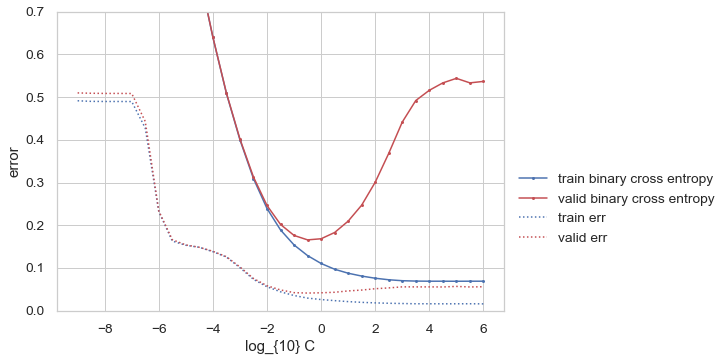 0.7
0.6
0.5
0.4
0.3
0.2
0.1
0.0
error
−8 −6 −4 −2 0 2 4 6
log_{10} C
train binary cross entropy
valid binary cross entropy
train err
valid err